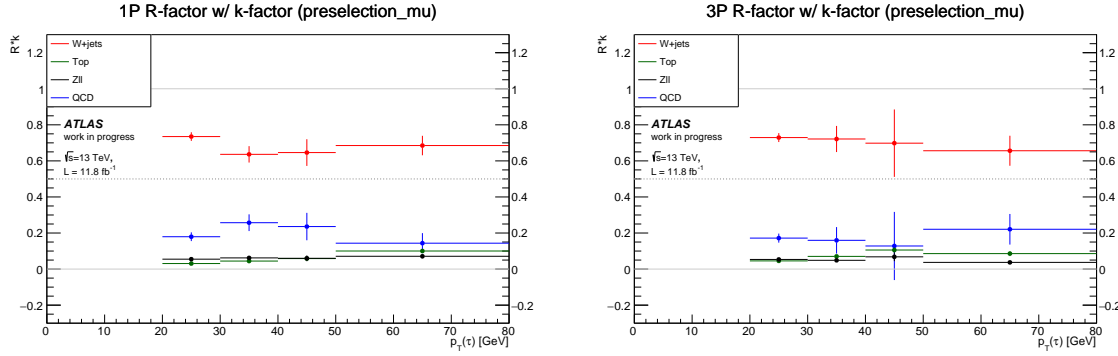 1P R-factor w/ k-factor (preselection_mu)
R*k
W+jets
Top
Zll
QCD
ATLAS
work in progress
√s=13 TeV,
L = 11.8 fb⁻¹
1.2
1
0.8
0.6
0.4
0.2
0
−0.2
1.2
1
0.8
0.6
0.4
0.2
0
−0.2
0 10 20 30 40 50 60 70 80
p_T(τ) [GeV]
3P R-factor w/ k-factor (preselection_mu)
R*k
W+jets
Top
Zll
QCD
ATLAS
work in progress
√s=13 TeV,
L = 11.8 fb⁻¹
1.2
1
0.8
0.6
0.4
0.2
0
−0.2
1.2
1
0.8
0.6
0.4
0.2
0
−0.2
0 10 20 30 40 50 60 70 80
p_T(τ) [GeV]